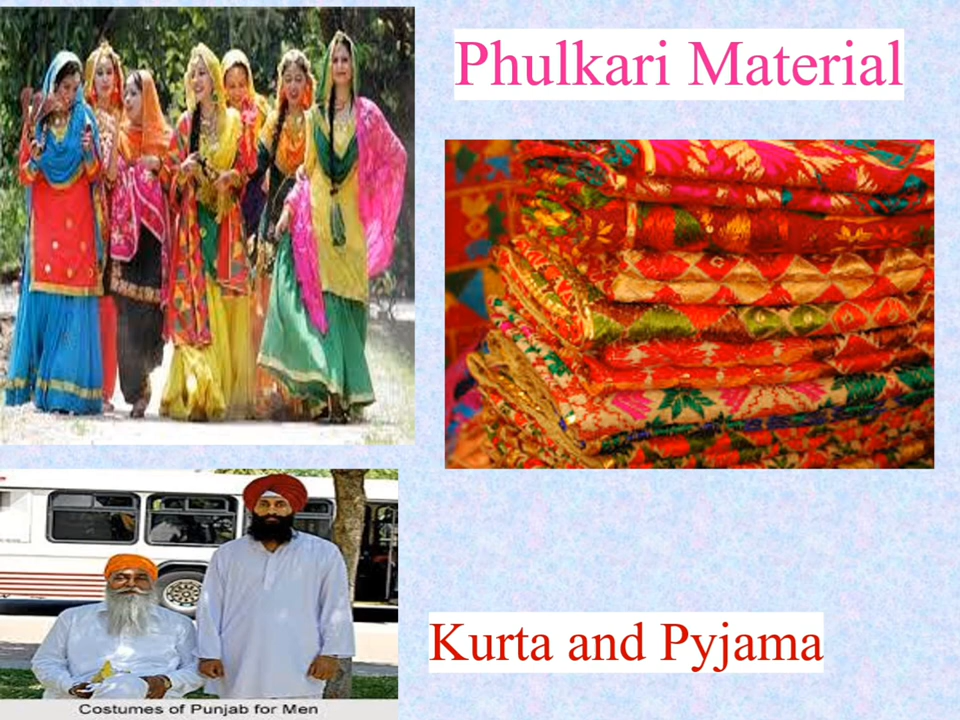 Phulkari Material
Kurta and Pyjama
Costumes of Punjab for Men